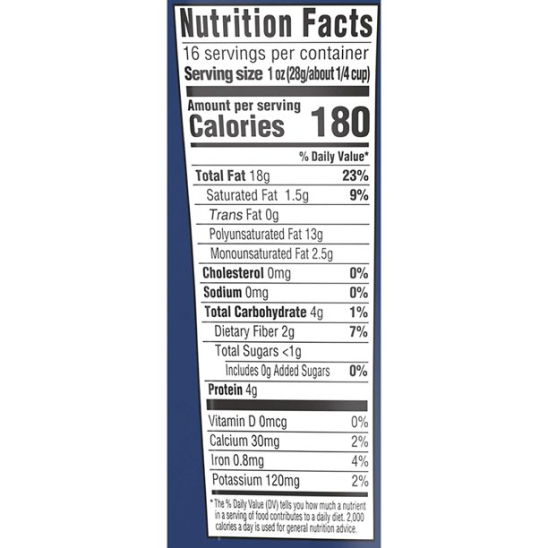 Nutrition Facts
16 servings per container
Serving size 1 oz (28g/about 1/4 cup)
Amount per serving
Calories 180
% Daily Value*
Total Fat 18g 23%
Saturated Fat 1.5g 9%
Trans Fat 0g
Polyunsaturated Fat 13g
Monounsaturated Fat 2.5g
Cholesterol 0mg 0%
Sodium 0mg 0%
Total Carbohydrate 4g 1%
Dietary Fiber 2g 7%
Total Sugars <1g
Includes 0g Added Sugars 0%
Protein 4g
Vitamin D 0mcg 0%
Calcium 30mg 2%
Iron 0.8mg 4%
Potassium 120mg 2%
*The % Daily Value (DV) tells you how much a nutrient
in a serving of food contributes to a daily diet. 2,000
calories a day is used for general nutrition advice.